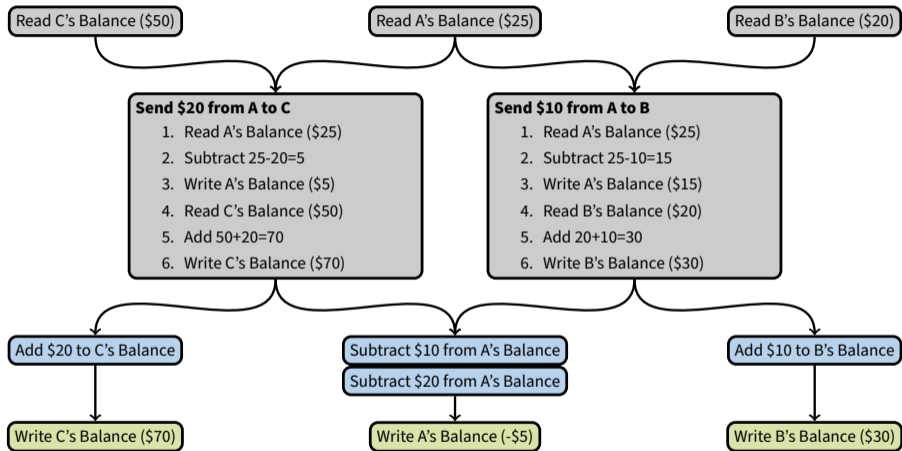 Read C's Balance ($50)
Read A's Balance ($25)
Read B's Balance ($20)
Send $20 from A to C
1. Read A's Balance ($25)
2. Subtract 25-20=5
3. Write A's Balance ($5)
4. Read C's Balance ($50)
5. Add 50+20=70
6. Write C's Balance ($70)
Send $10 from A to B
1. Read A's Balance ($25)
2. Subtract 25-10=15
3. Write A's Balance ($15)
4. Read B's Balance ($20)
5. Add 20+10=30
6. Write B's Balance ($30)
Add $20 to C's Balance
Subtract $10 from A's Balance
Subtract $20 from A's Balance
Add $10 to B's Balance
Write C's Balance ($70)
Write A's Balance (-$5)
Write B's Balance ($30)